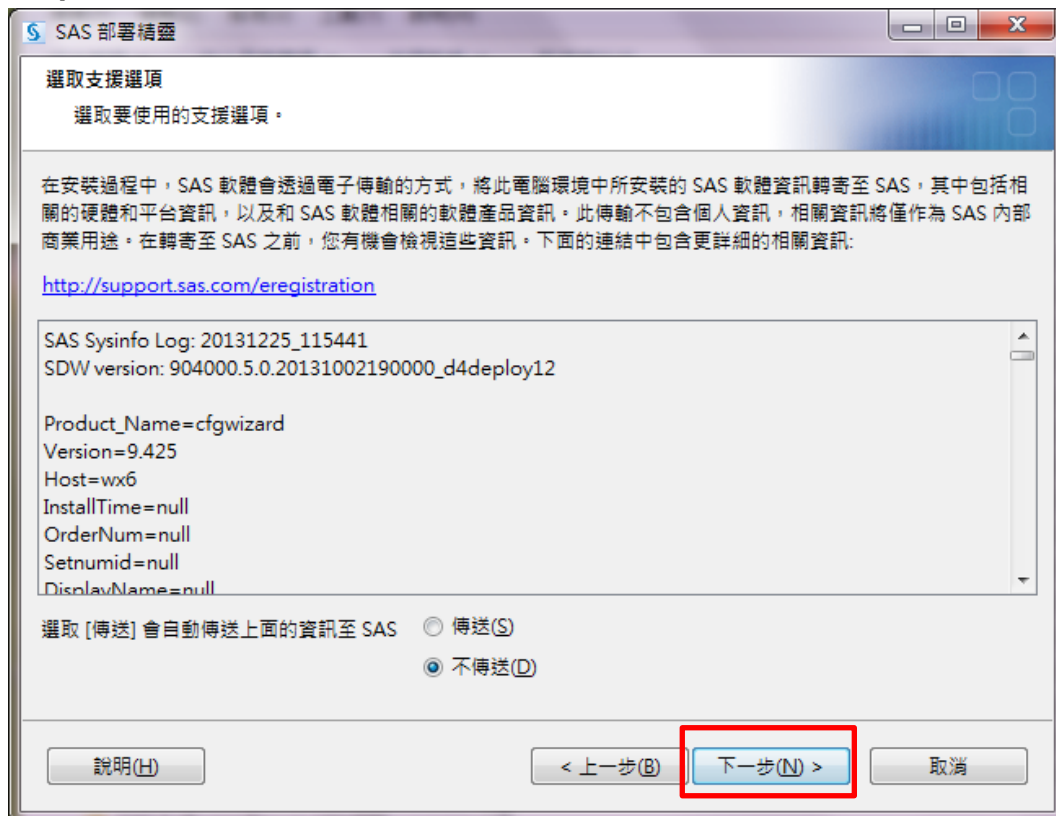 SAS 部署精靈
選取支援選項
選取要使用的支援選項。
在安裝過程中,SAS 軟體會透過電子傳輸的方式,將此電腦環境中所安裝的 SAS 軟體資訊轉寄至 SAS,其中包括相
關的硬體和平台資訊,以及和 SAS 軟體相關的軟體產品資訊。此傳輸不包含個人資訊,相關資訊將僅作為 SAS 內部
商業用途。在轉寄至 SAS 之前,您有機會檢視這些資訊。下面的連結中包含更詳細的相關資訊:
http://support.sas.com/eregistration
SAS Sysinfo Log: 20131225_115441
SDW version: 904000.5.0.20131002190000_d4deploy12
Product_Name=cfgwizard
Version=9.425
Host=wx6
InstallTime=null
OrderNum=null
Setnumid=null
DisplayName=null
選取 [傳送] 會自動傳送上面的資訊至 SAS 傳送(S)
不傳送(D)
說明(H) < 上一步(B) 下一步(N) > 取消